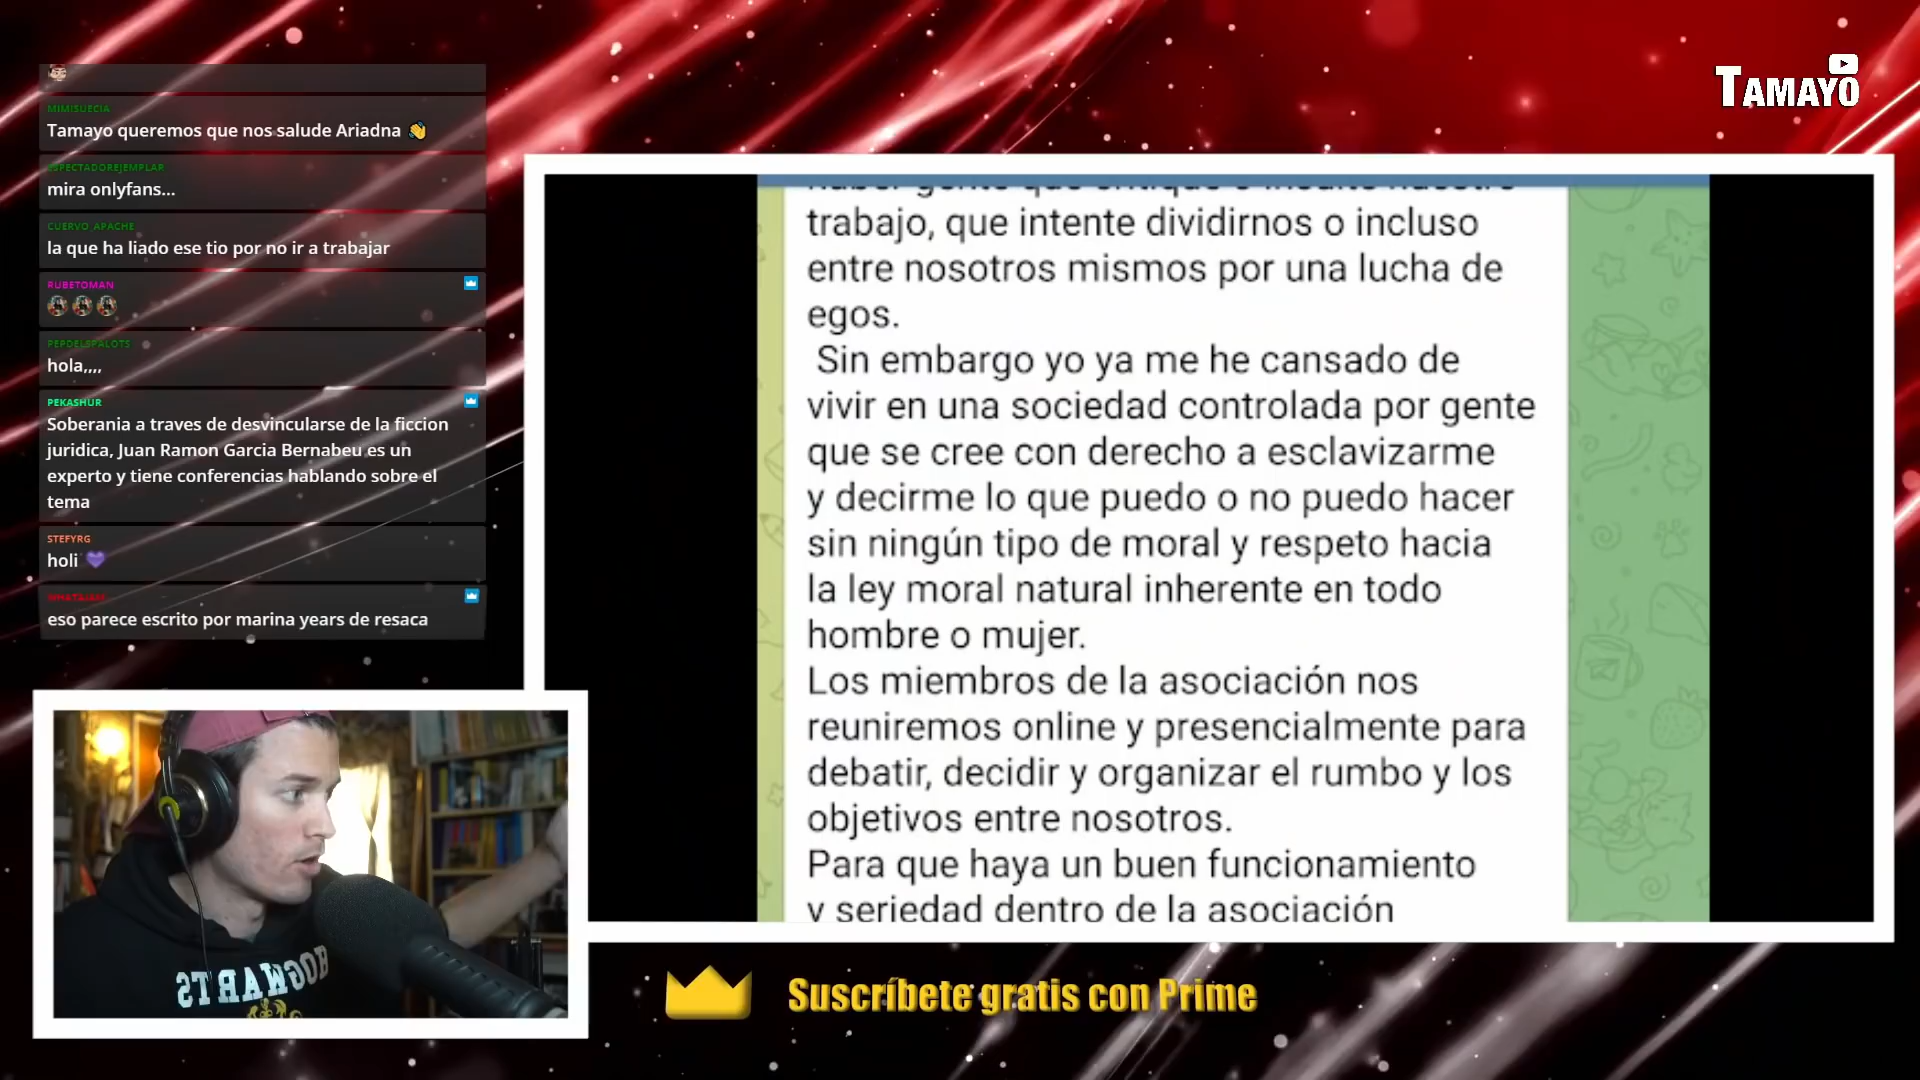 TAMAYO
MIMISUECIA
Tamayo queremos que nos salude Ariadna
ESPECTADOREJEMPLAR
mira onlyfans...
CUERVO_APACHE
la que ha liado ese tio por no ir a trabajar
RUBETOMAN
PEPDELSPALOTS
hola,,,,
PEKASHUR
Soberania a traves de desvincularse de la ficcion
juridica, Juan Ramon Garcia Bernabeu es un
experto y tiene conferencias hablando sobre el
tema
STEFYRG
holi
eso parece escrito por marina years de resaca
trabajo, que intente dividirnos o incluso
entre nosotros mismos por una lucha de
egos.
Sin embargo yo ya me he cansado de
vivir en una sociedad controlada por gente
que se cree con derecho a esclavizarme
y decirme lo que puedo o no puedo hacer
sin ningún tipo de moral y respeto hacia
la ley moral natural inherente en todo
hombre o mujer.
Los miembros de la asociación nos
reuniremos online y presencialmente para
debatir, decidir y organizar el rumbo y los
objetivos entre nosotros.
Para que haya un buen funcionamiento
y seriedad dentro de la asociación
HOGWARTS
Suscríbete gratis con Prime